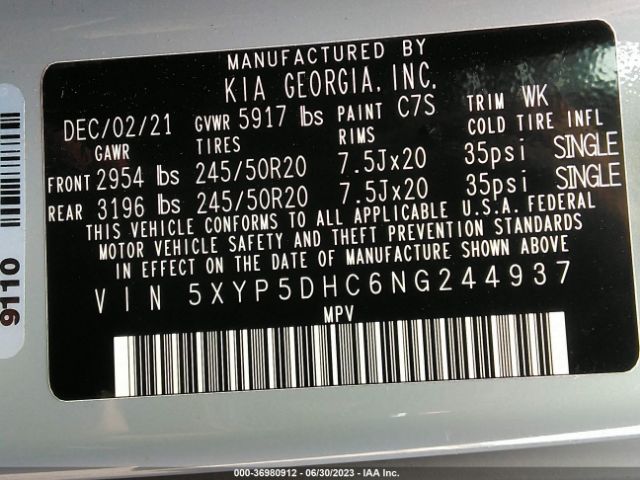 MANUFACTURED BY
KIA GEORGIA, INC.
DEC/02/21 GVWR 5917 lbs PAINT C7S TRIM WK
GAWR TIRES RIMS COLD TIRE INFL
FRONT 2954 lbs 245/50R20 7.5Jx20 35psi SINGLE
REAR 3196 lbs 245/50R20 7.5Jx20 35psi SINGLE
THIS VEHICLE CONFORMS TO ALL APPLICABLE U.S.A. FEDERAL
MOTOR VEHICLE SAFETY AND THEFT PREVENTION STANDARDS
IN EFFECT ON THE DATE OF MANUFACTURE SHOWN ABOVE
VIN 5XYP5DHC6NG244937
MPV
9110
000-36980912 - 06/30/2023 - IAA Inc.